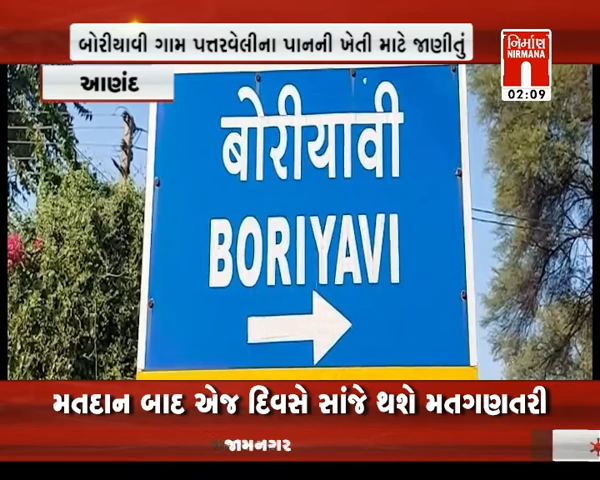 બોરીયાવી ગામ પત્તરવેલીના પાનની ખેતી માટે જાણીતું
નિર્માણ
NIRMANA
આણંદ
02:09
बोरीयावी
BORIYAVI
મતદાન બાદ એજ દિવસે સાંજે થશે મતગણતરી
જામનગર